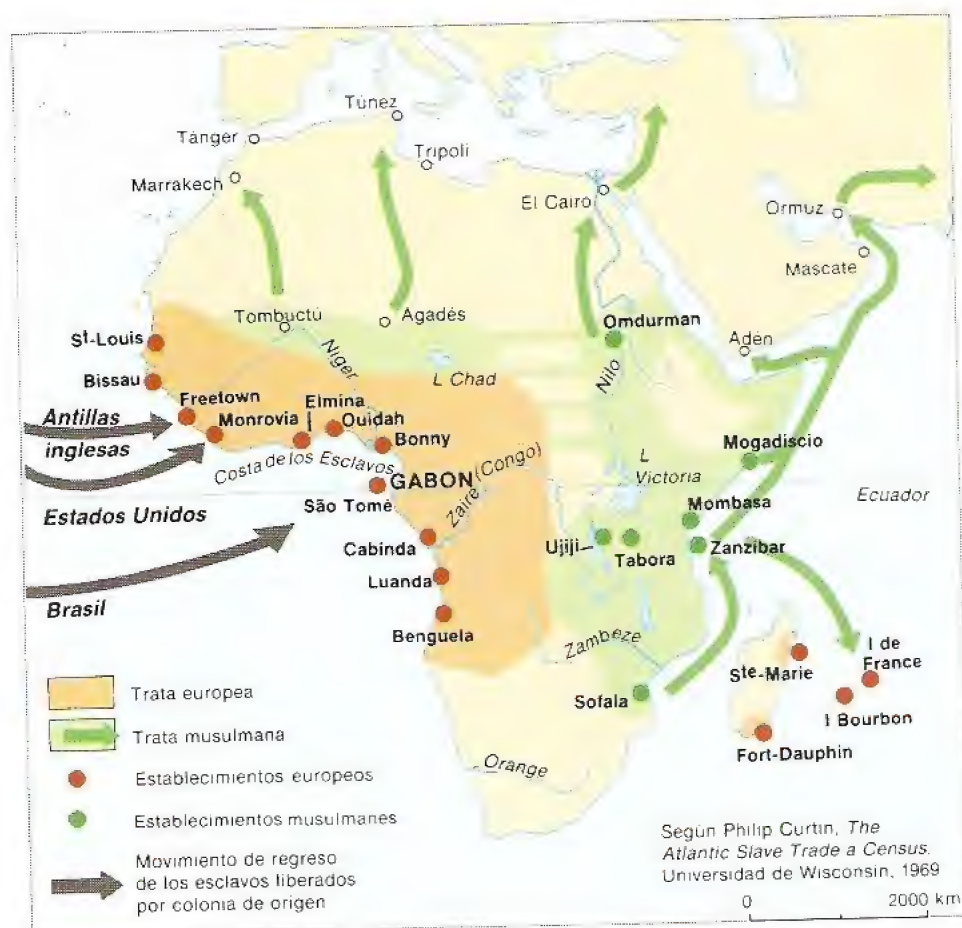 Túnez
Tánger
Trípoli
Marrakech
El Cairo
Ormuz
Mascate
Tombuctú
Agadés
Omdurman
Adén
St-Louis
Niger
L Chad
Nilo
Bissau
Freetown
Elmina
Antillas
inglesas
Monrovia
Ouidah
Bonny
Mogadiscio
Costa de los Esclavos
GABON
Zaïre (Congo)
L
Victoria
Ecuador
São Tomé
Mombasa
Estados Unidos
Cabinda
Ujiji
Tabora
Zanzibar
Luanda
Brasil
Benguela
Zambeze
I de
France
Ste-Marie
Sofala
I Bourbon
Fort-Dauphin
Orange
Trata europea
Trata musulmana
Establecimientos europeos
Establecimientos musulmanes
Movimiento de regreso
de los esclavos liberados
por colonia de origen
Según Philip Curtin, The
Atlantic Slave Trade a Census.
Universidad de Wisconsin, 1969
0 2000 km